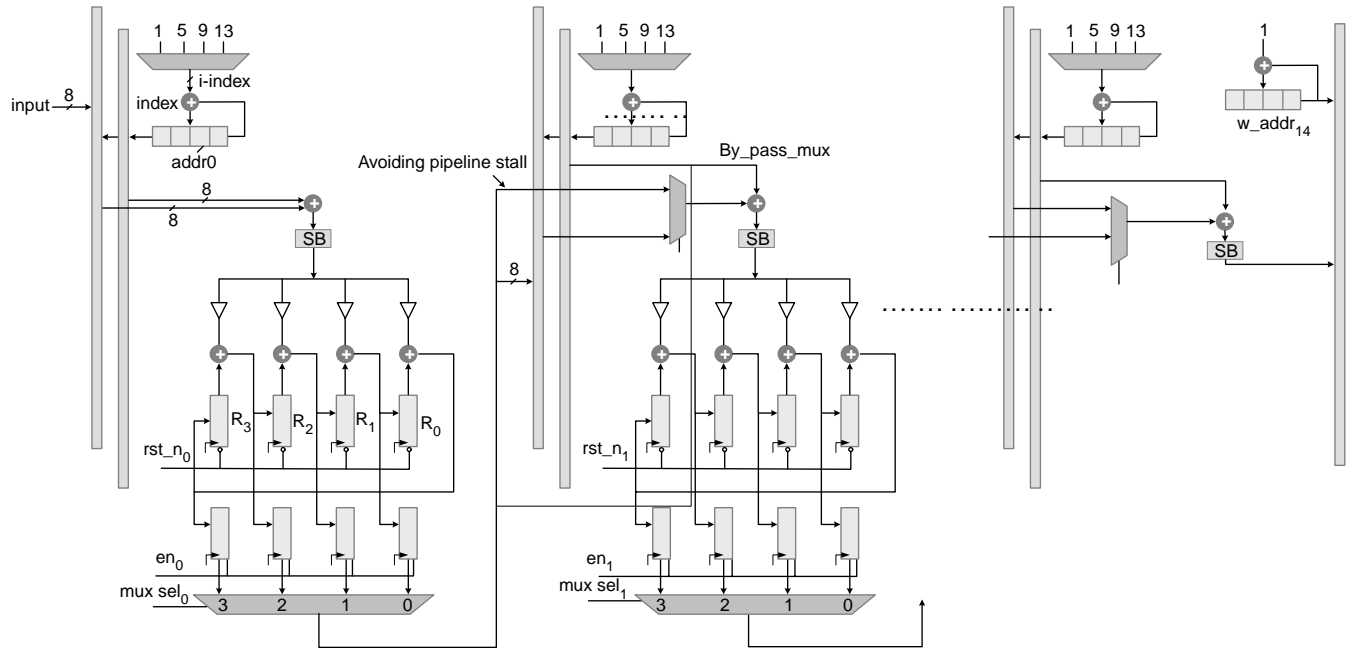 1 5 9 13
i-index
input 8
index
+
addr0
8
8
+
SB
+ + + +
R3 R2 R1 R0
rst_n0
en0
mux sel0
3 2 1 0
Avoiding pipeline stall
8
1 5 9 13
+
By_pass_mux
+
SB
+ + + +
rst_n1
en1
mux sel1
3 2 1 0
1 5 9 13
+
1
+
w_addr14
+
SB